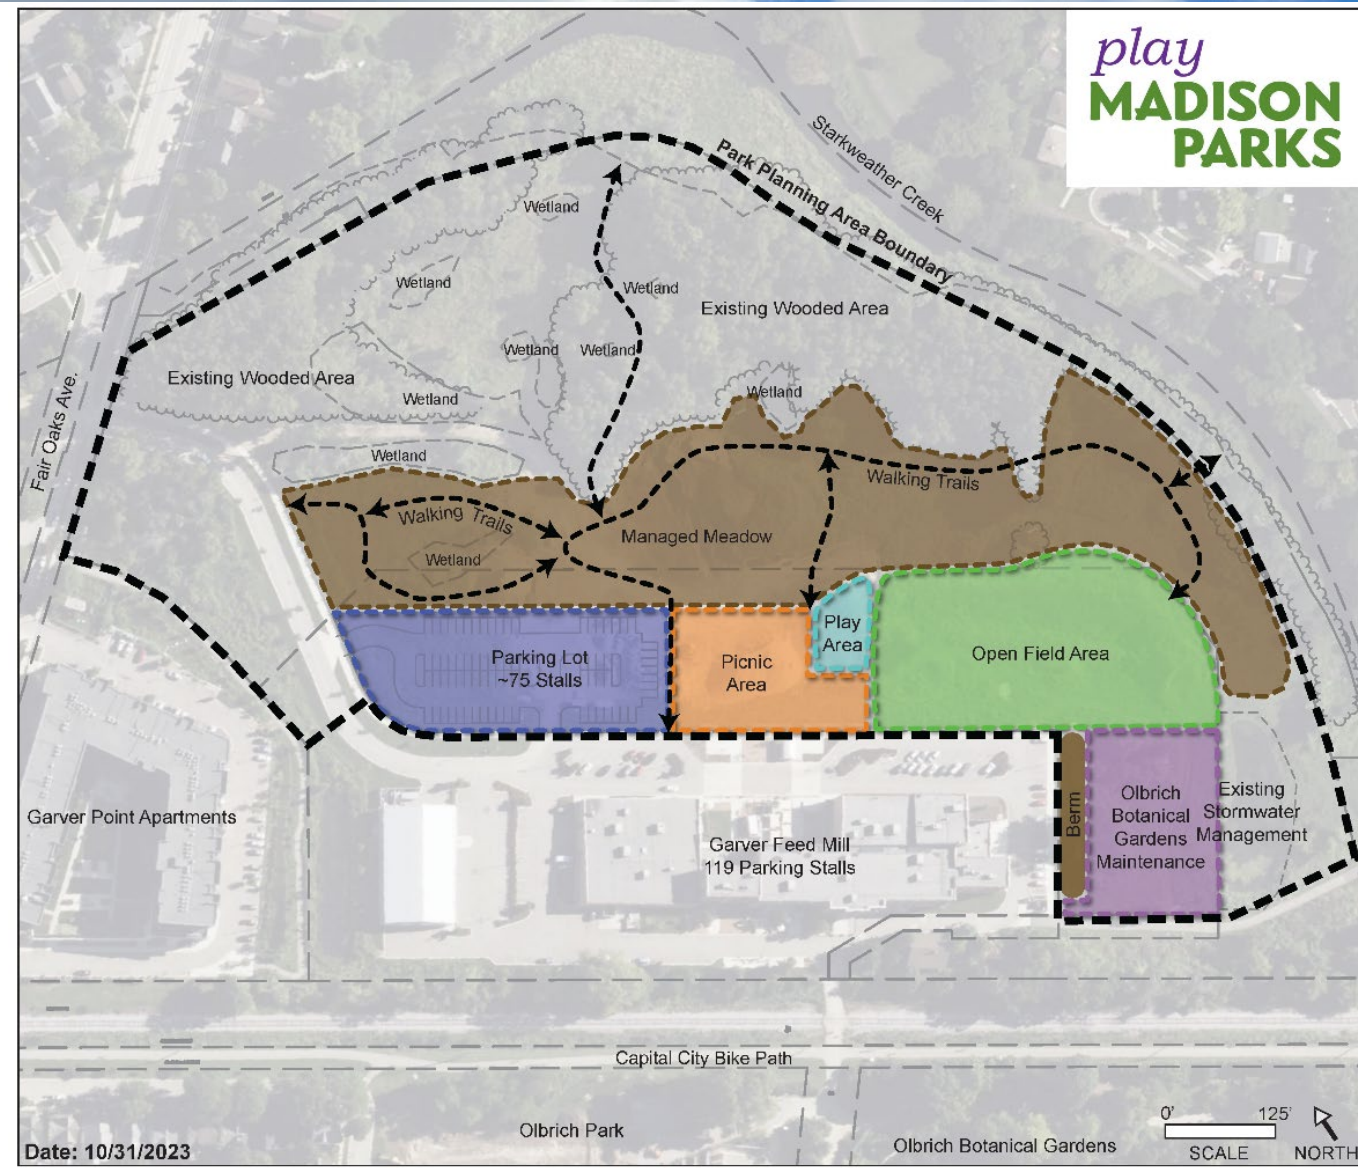 play
MADISON
PARKS
Starkweather Creek
Park Planning Area Boundary
Wetland
Wetland
Wetland
Existing Wooded Area
Wetland
Wetland
Existing Wooded Area
Wetland
Wetland
Fair Oaks Ave.
Wetland
Walking Trails
Walking Trails
Managed Meadow
Wetland
Play
Area
Parking Lot
~75 Stalls
Picnic
Area
Open Field Area
Garver Point Apartments
Garver Feed Mill
119 Parking Stalls
Berm
Olbrich
Botanical
Gardens
Maintenance
Existing
Stormwater
Management
Capital City Bike Path
Olbrich Park
Olbrich Botanical Gardens
Date: 10/31/2023
0' 125'
SCALE
NORTH